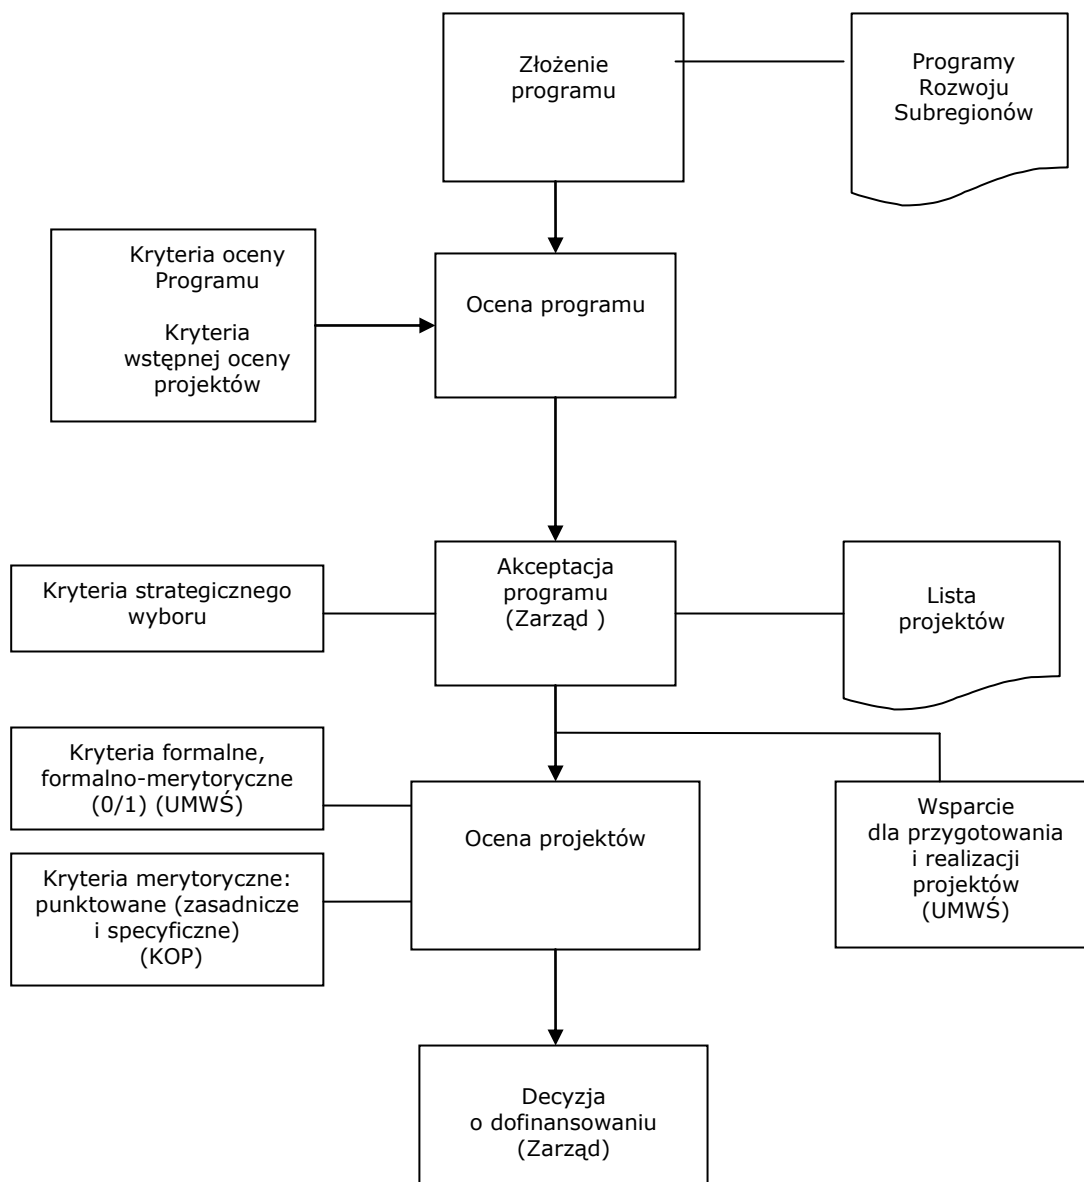 Złożenie
programu
Programy
Rozwoju
Subregionów
Kryteria oceny
Programu
Kryteria
wstępnej oceny
projektów
Ocena programu
Kryteria strategicznego
wyboru
Akceptacja
programu
(Zarząd )
Lista
projektów
Kryteria formalne,
formalno-merytoryczne
(0/1) (UMWŚ)
Kryteria merytoryczne:
punktowane (zasadnicze
i specyficzne)
(KOP)
Ocena projektów
Wsparcie
dla przygotowania
i realizacji
projektów
(UMWŚ)
Decyzja
o dofinansowaniu
(Zarząd)